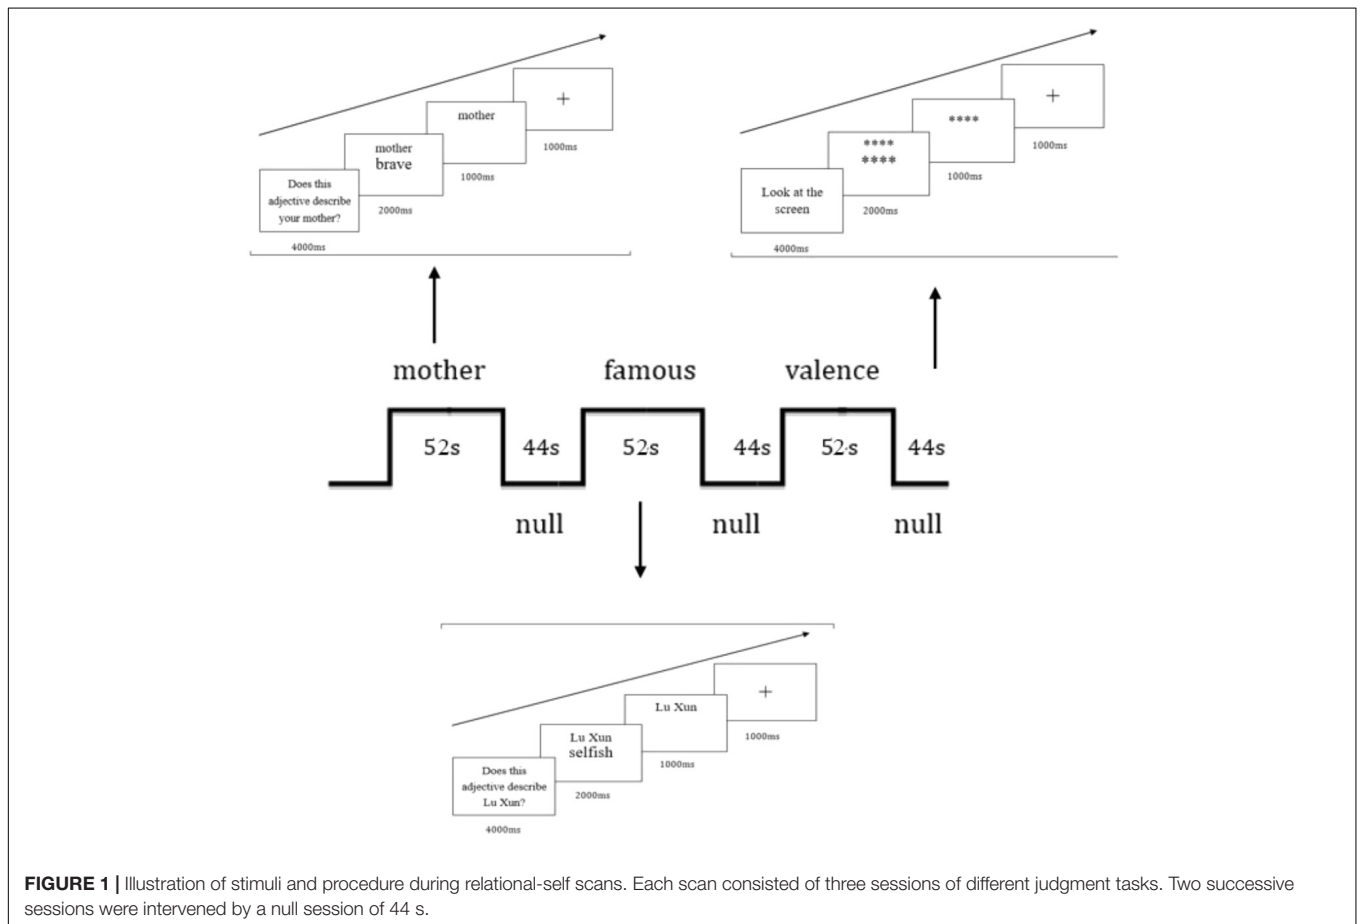 +
mother
1000ms
mother
brave
1000ms
Does this
adjective describe
your mother?
2000ms
4000ms
+
****
1000ms
****
****
1000ms
Look at the
screen
2000ms
4000ms
mother
famous
valence
52s
44s
52s
44s
52s
44s
null
null
null
+
Lu Xun
1000ms
Lu Xun
selfish
1000ms
Does this
adjective describe
Lu Xun?
2000ms
4000ms
FIGURE 1 | Illustration of stimuli and procedure during relational-self scans. Each scan consisted of three sessions of different judgment tasks. Two successive
sessions were intervened by a null session of 44 s.